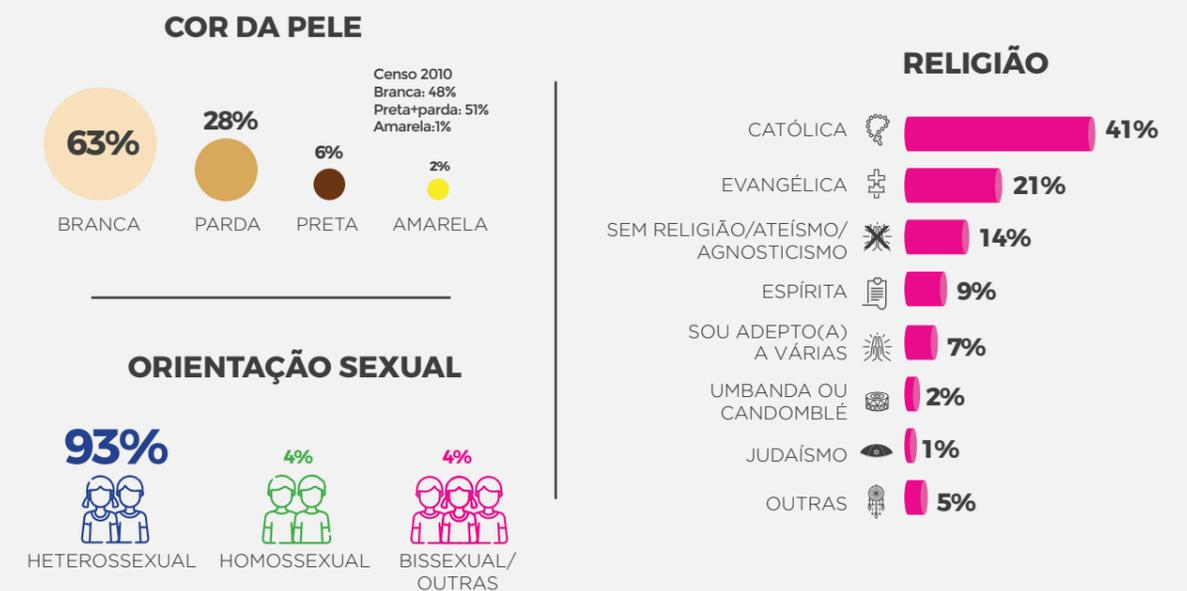 COR DA PELE
Censo 2010
Branca: 48%
Preta+parda: 51%
Amarela:1%
63%
28%
6%
2%
BRANCA
PARDA
PRETA
AMARELA
ORIENTAÇÃO SEXUAL
93%
4%
4%
HETEROSSEXUAL
HOMOSSEXUAL
BISSEXUAL/
OUTRAS
RELIGIÃO
CATÓLICA
41%
EVANGÉLICA
21%
SEM RELIGIÃO/ATEÍSMO/
AGNOSTICISMO
14%
ESPÍRITA
9%
SOU ADEPTO(A)
A VÁRIAS
7%
UMBANDA OU
CANDOMBLÉ
2%
JUDAÍSMO
1%
OUTRAS
5%